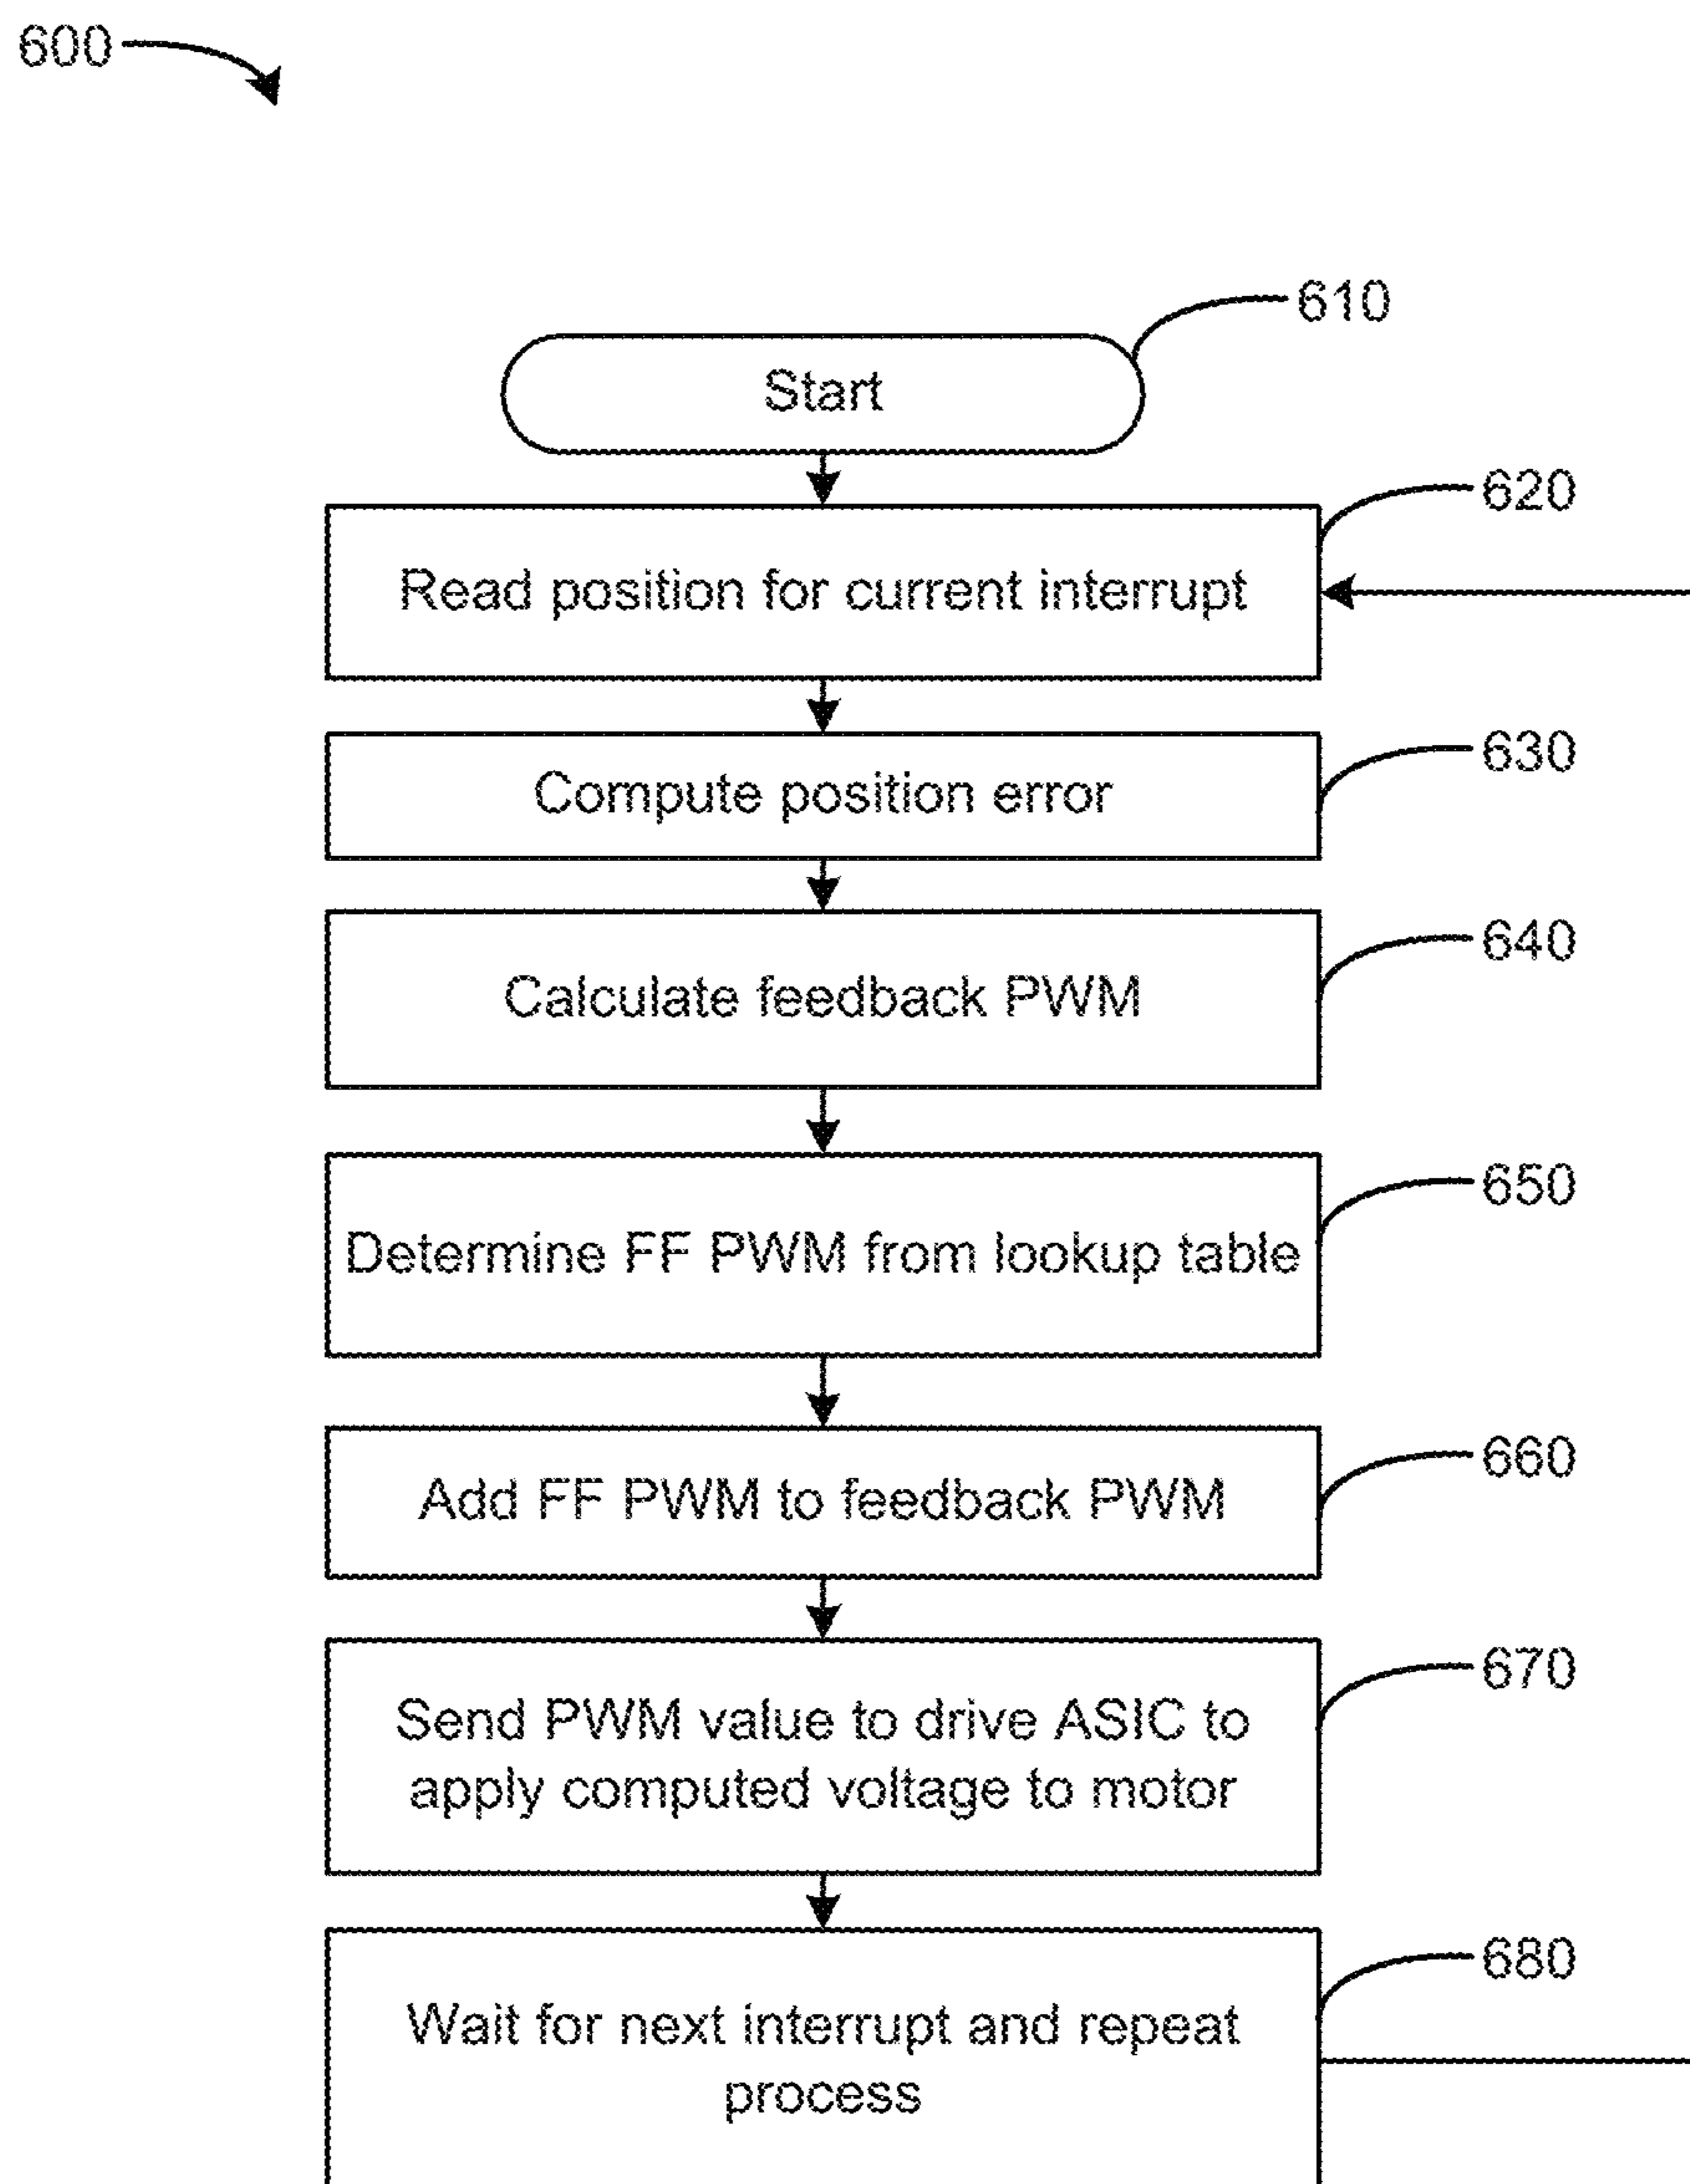 600
610
Start
620
Read position for current interrupt
630
Compute position error
640
Calculate feedback PWM
650
Determine FF PWM from lookup table
660
Add FF PWM to feedback PWM
670
Send PWM value to drive ASIC to
apply computed voltage to motor
680
Wait for next interrupt and repeat
process